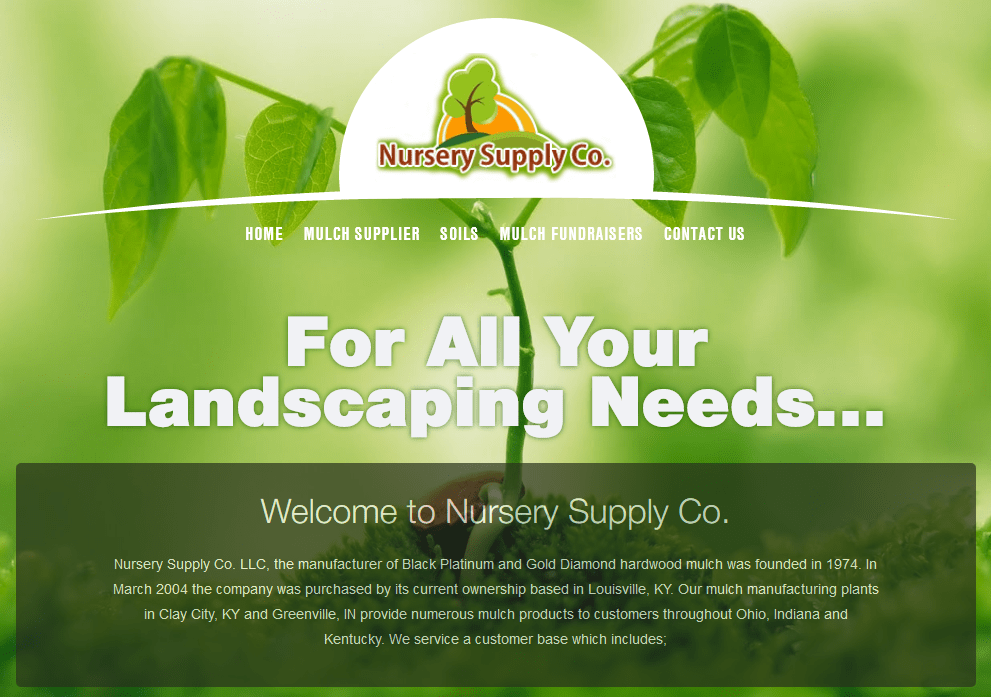 Nursery Supply Co.
HOME MULCH SUPPLIER SOILS MULCH FUNDRAISERS CONTACT US
For All Your
Landscaping Needs...
Welcome to Nursery Supply Co.
Nursery Supply Co. LLC, the manufacturer of Black Platinum and Gold Diamond hardwood mulch was founded in 1974. In
March 2004 the company was purchased by its current ownership based in Louisville, KY. Our mulch manufacturing plants
in Clay City, KY and Greenville, IN provide numerous mulch products to customers throughout Ohio, Indiana and
Kentucky. We service a customer base which includes;